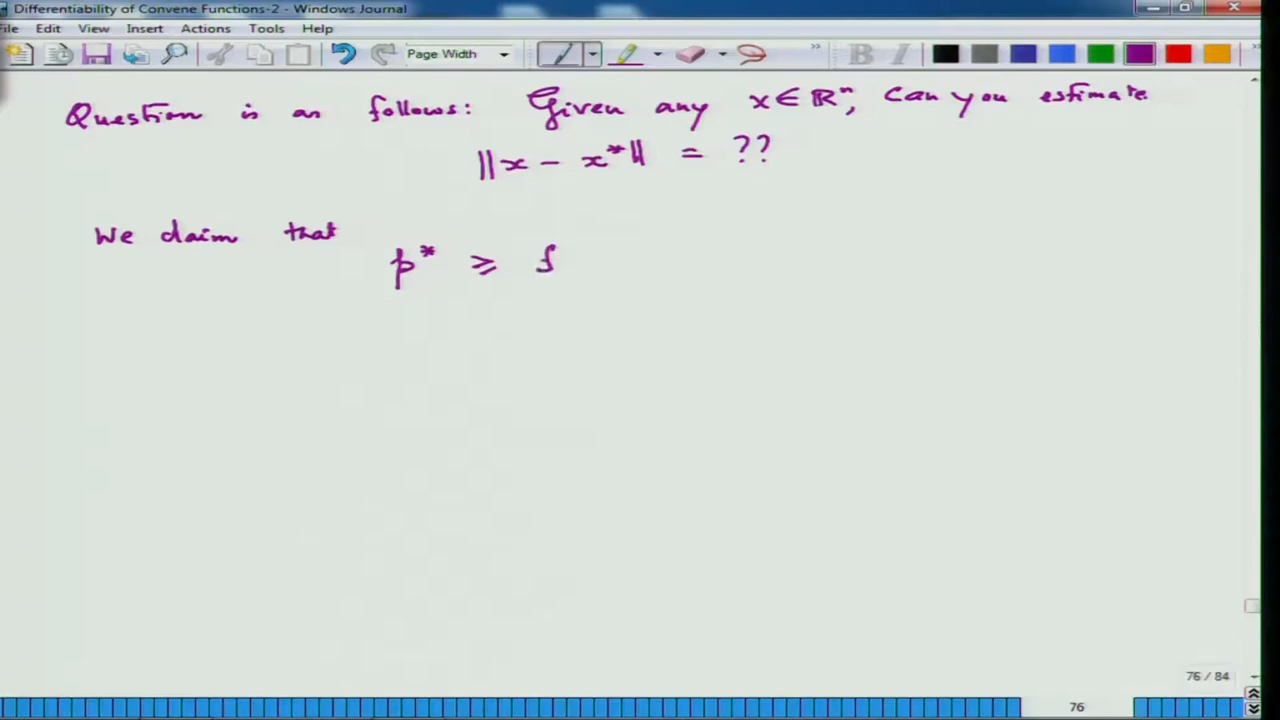 Differentiability of Convene Functions-2 - Windows Journal
File Edit View Insert Actions Tools Help
Page Width B I
Question is as follows: Given any x ∈ ℝⁿ, Can you estimate
||x - x*|| = ??
We claim that
p* ≥ f
76 / 84
76